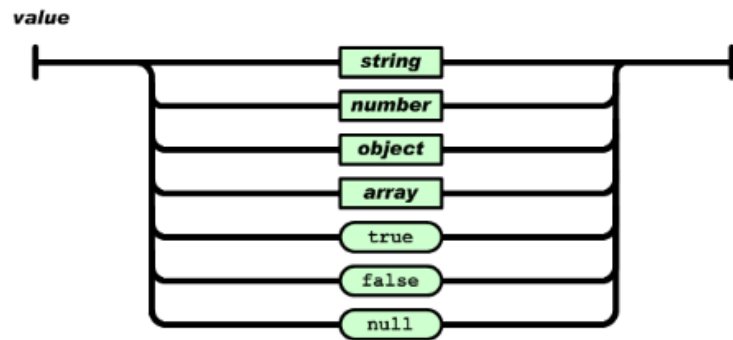 value
string
number
object
array
true
false
null